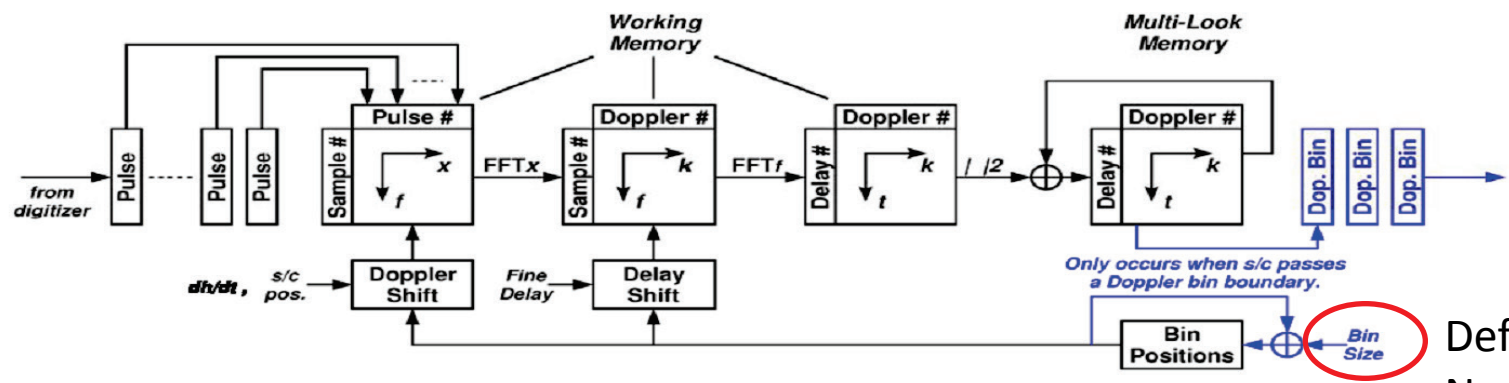 Working
Memory
Multi-Look
Memory
Pulse #
Doppler #
Doppler #
Doppler #
Pulse
Pulse
Pulse
Sample #
x
f
FFTx
Sample #
k
f
FFTf
Delay #
k
t
| |2
Delay #
k
t
Dop. Bin
Dop. Bin
Dop. Bin
from
digitizer
dh/dt ,
s/c
pos.
Doppler
Shift
Fine
Delay
Delay
Shift
Only occurs when s/c passes
a Doppler bin boundary.
Bin
Positions
Bin
Size
Def